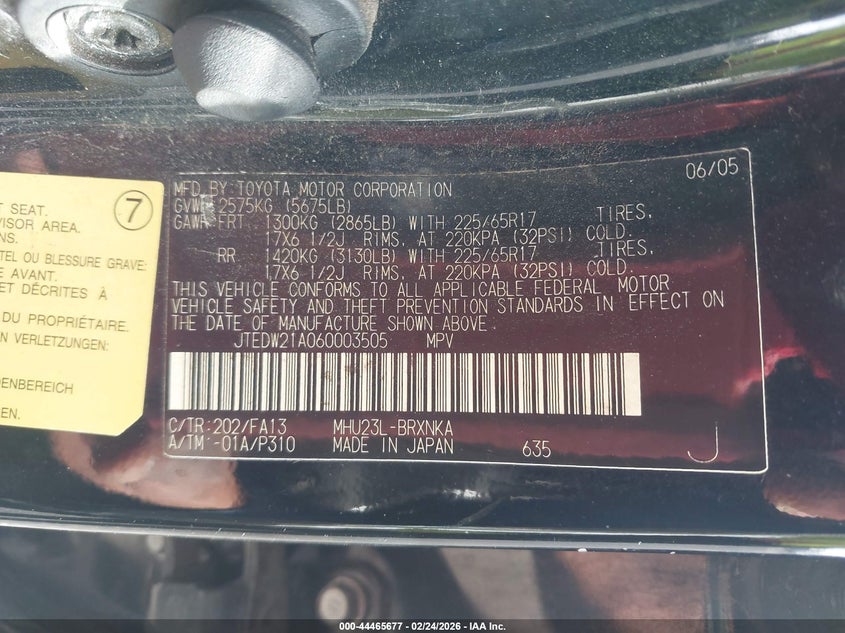 7
T SEAT.
VISOR AREA.
NS.
TEL OU BLESSURE GRAVE:
E AVANT.
ET DÉCRITES À
DU PROPRIÉTAIRE.
EN VERLETZUNG:
DENBEREICH
N.
06/05
MFD. BY TOYOTA MOTOR CORPORATION
GVWR 2575KG (5675LB)
GAWR FRT 1300KG (2865LB) WITH 225/65R17 TIRES,
17X6 1/2J RIMS, AT 220KPA (32PSI) COLD.
RR 1420KG (3130LB) WITH 225/65R17 TIRES,
17X6 1/2J RIMS, AT 220KPA (32PSI) COLD.
THIS VEHICLE CONFORMS TO ALL APPLICABLE FEDERAL MOTOR
VEHICLE SAFETY AND THEFT PREVENTION STANDARDS IN EFFECT ON
THE DATE OF MANUFACTURE SHOWN ABOVE.
JTEDW21A060003505 MPV
C/TR:202/FA13 MHU23L-BRXNKA
A/TM:-01A/P310 MADE IN JAPAN 635 J
000-44465677 - 02/24/2026 - IAA Inc.